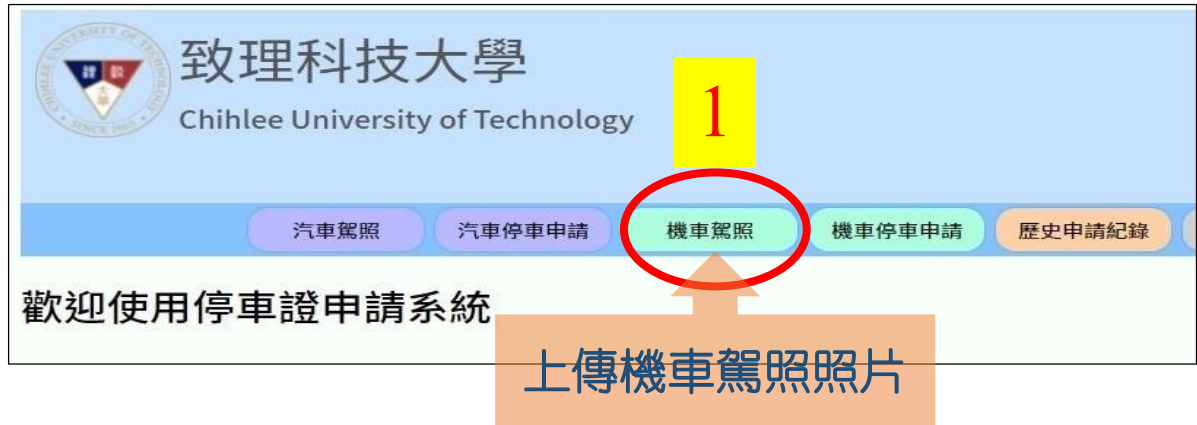 致理科技大學
Chihlee University of Technology
1
汽車駕照 汽車停車申請 機車駕照 機車停車申請 歷史申請紀錄
歡迎使用停車證申請系統
上傳機車駕照照片